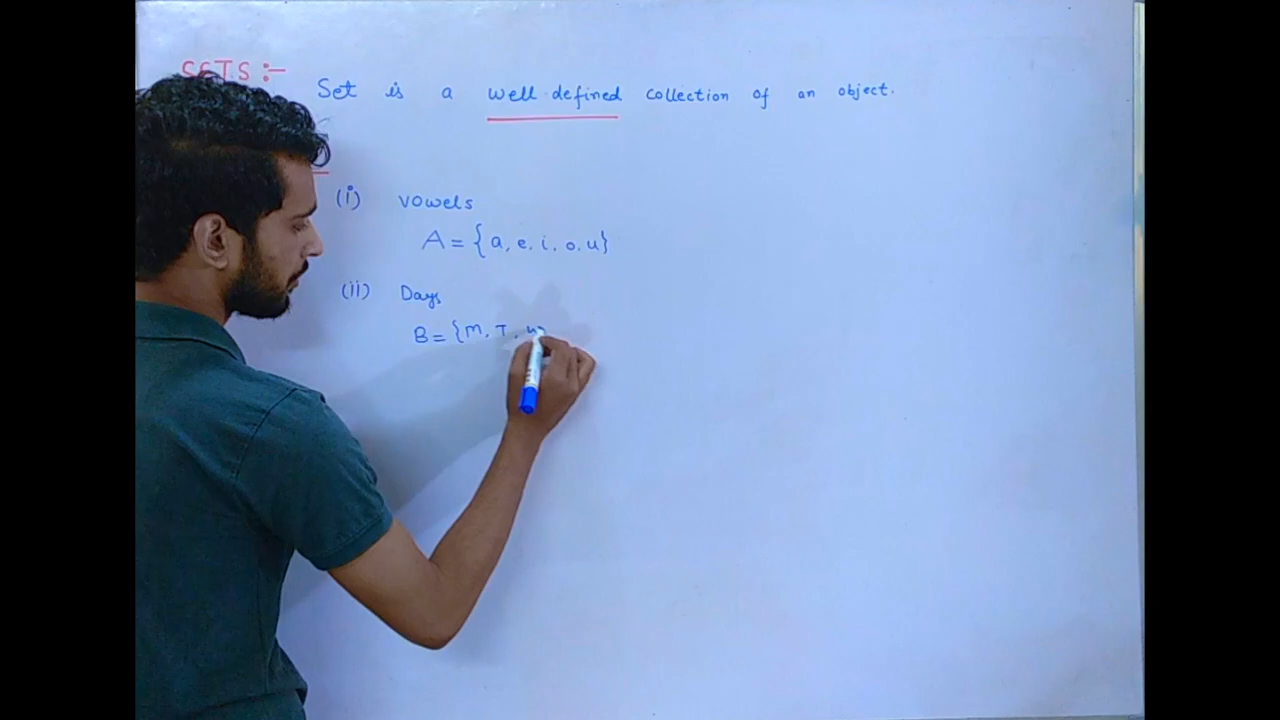 SETS :-
Set is a well-defined collection of an object.
(i) vowels
A = { a, e, i, o, u}
(ii) Days
B = {M, T, W